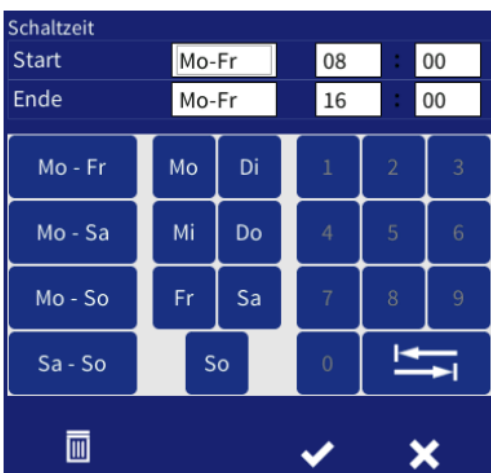 Schaltzeit
Start Mo-Fr 08 : 00
Ende Mo-Fr 16 : 00
Mo - Fr Mo Di 1 2 3
Mo - Sa Mi Do 4 5 6
Mo - So Fr Sa 7 8 9
Sa - So So 0